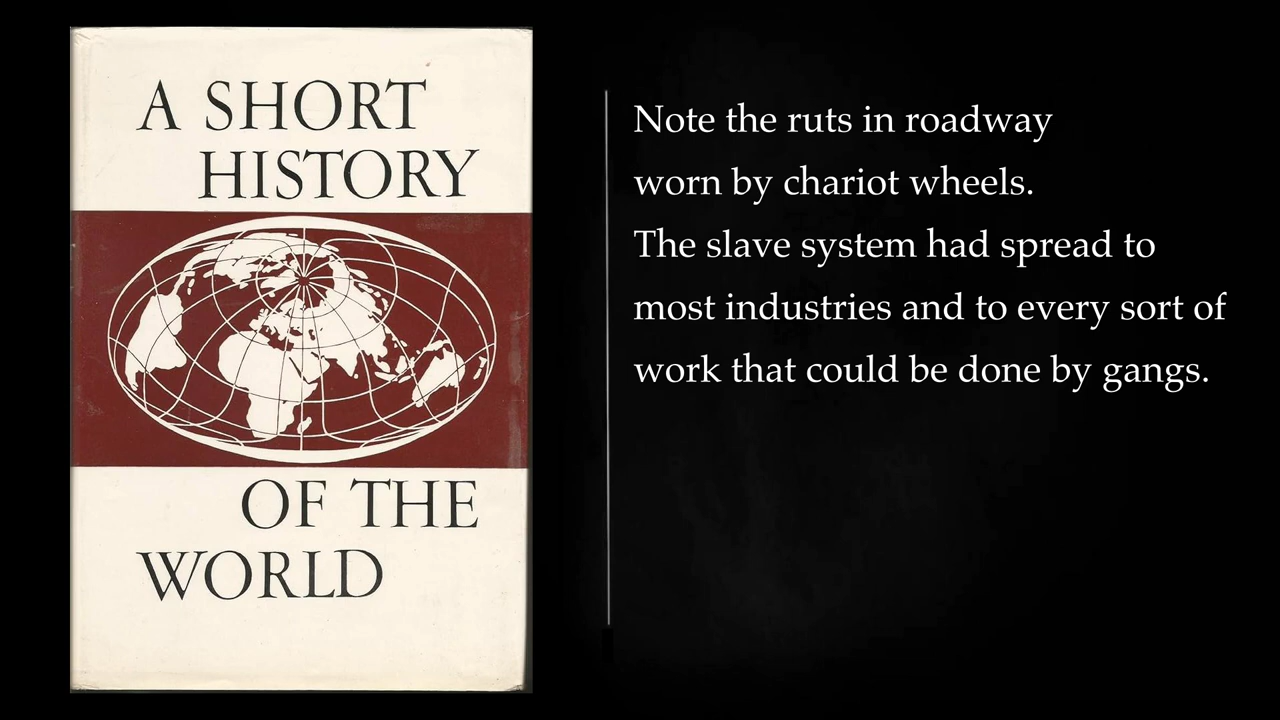 A SHORT
HISTORY
OF THE
WORLD
Note the ruts in roadway
worn by chariot wheels.
The slave system had spread to
most industries and to every sort of
work that could be done by gangs.